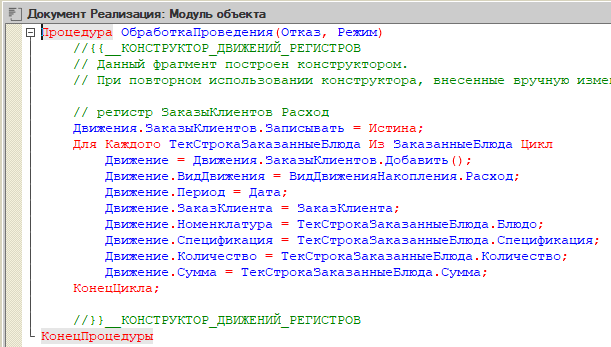 Документ Реализация: Модуль объекта
Процедура ОбработкаПроведения(Отказ, Режим)
//{{__КОНСТРУКТОР_ДВИЖЕНИЙ_РЕГИСТРОВ
// Данный фрагмент построен конструктором.
// При повторном использовании конструктора, внесенные вручную изме
// регистр ЗаказыКлиентов Расход
Движения.ЗаказыКлиентов.Записывать = Истина;
Для Каждого ТекСтрокаЗаказанныеБлюда Из ЗаказанныеБлюда Цикл
Движение = Движения.ЗаказыКлиентов.Добавить();
Движение.ВидДвижения = ВидДвиженияНакопления.Расход;
Движение.Период = Дата;
Движение.ЗаказКлиента = ЗаказКлиента;
Движение.Номенклатура = ТекСтрокаЗаказанныеБлюда.Блюдо;
Движение.Спецификация = ТекСтрокаЗаказанныеБлюда.Спецификация;
Движение.Количество = ТекСтрокаЗаказанныеБлюда.Количество;
Движение.Сумма = ТекСтрокаЗаказанныеБлюда.Сумма;
КонецЦикла;
//}}__КОНСТРУКТОР_ДВИЖЕНИЙ_РЕГИСТРОВ
КонецПроцедуры